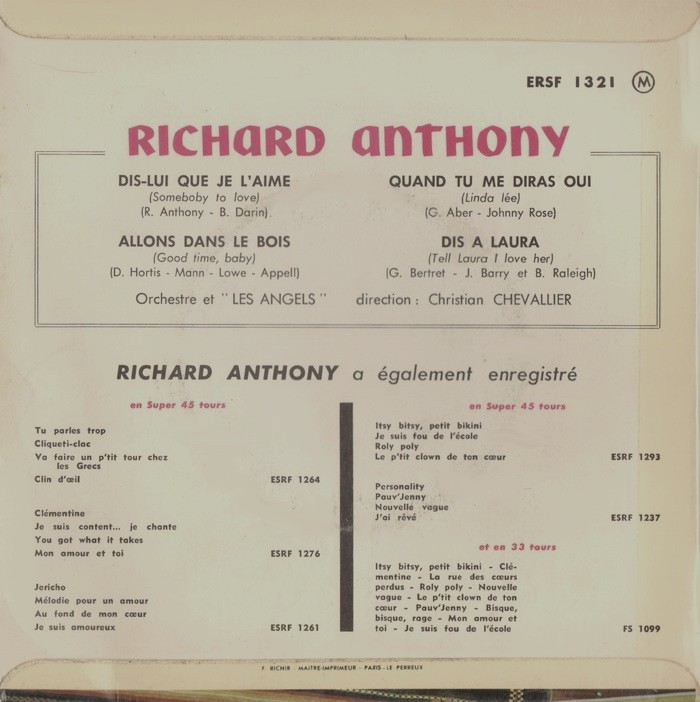 ERSF 1321 M
RICHARD ANTHONY
DIS-LUI QUE JE L'AIME
(Someboby to love)
(R. Anthony - B. Darin)
QUAND TU ME DIRAS OUI
(Linda lée)
(G. Aber - Johnny Rose)
ALLONS DANS LE BOIS
(Good time, baby)
(D. Hortis - Mann - Lowe - Appell)
DIS A LAURA
(Tell Laura I love her)
(G. Bertret - J. Barry et B. Raleigh)
Orchestre et "LES ANGELS" direction : Christian CHEVALLIER
RICHARD ANTHONY a également enregistré
en Super 45 tours
Tu parles trop
Cliqueti-clac
Va faire un p'tit tour chez
les Grecs
Clin d'œil ESRF 1264
Clémentine
Je suis content... je chante
You got what it takes
Mon amour et toi ESRF 1276
Jericho
Mélodie pour un amour
Au fond de mon cœur
Je suis amoureux ESRF 1261
en Super 45 tours
Itsy bitsy, petit bikini
Je suis fou de l'école
Roly poly
Le p'tit clown de ton cœur ESRF 1293
Personality
Pauv'Jenny
Nouvelle vague
J'ai rêvé ESRF 1237
et en 33 tours
Itsy bitsy, petit bikini - Clé-
mentine - La rue des cœurs
perdus - Roly poly - Nouvelle
vague - Le p'tit clown de ton
cœur - Pauv'Jenny - Bisque,
bisque, rage - Mon amour et
toi - Je suis fou de l'école FS 1099
F. RICHIR - MAITRE-IMPRIMEUR - PARIS-LE PERREUX